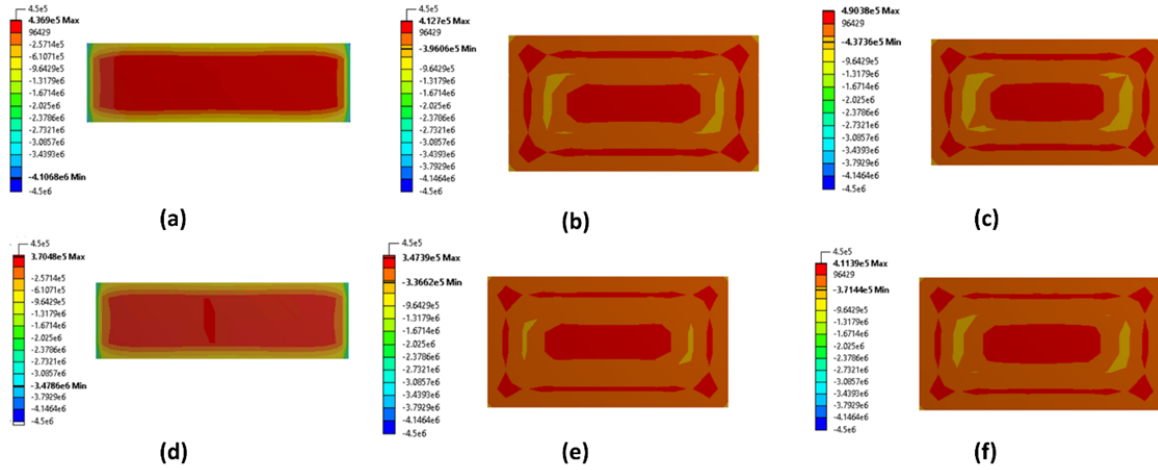 4.5e5
4.369e5 Max
96429
-2.5714e5
-6.1071e5
-9.6429e5
-1.3179e6
-1.6714e6
-2.025e6
-2.3786e6
-2.7321e6
-3.0857e6
-3.4393e6
-3.7929e6
-4.1068e6 Min
-4.5e6
(a)
4.5e5
4.127e5 Max
96429
-3.9606e5 Min
-9.6429e5
-1.3179e6
-1.6714e6
-2.025e6
-2.3786e6
-2.7321e6
-3.0857e6
-3.4393e6
-3.7929e6
-4.1464e6
-4.5e6
(b)
4.5e5
4.9038e5 Max
96429
-4.3736e5 Min
-9.6429e5
-1.3179e6
-1.6714e6
-2.025e6
-2.3786e6
-2.7321e6
-3.0857e6
-3.4393e6
-3.7929e6
-4.1464e6
-4.5e6
(c)
4.5e5
3.7048e5 Max
-2.5714e5
-6.1071e5
-9.6429e5
-1.3179e6
-1.6714e6
-2.025e6
-2.3786e6
-2.7321e6
-3.0857e6
-3.4786e6 Min
-3.7929e6
-4.1464e6
-4.5e6
(d)
4.5e5
3.4739e5 Max
-3.3662e5 Min
-9.6429e5
-1.3179e6
-1.6714e6
-2.025e6
-2.3786e6
-2.7321e6
-3.0857e6
-3.4393e6
-3.7929e6
-4.1464e6
-4.5e6
(e)
4.5e5
4.1139e5 Max
96429
-3.7144e5 Min
-9.6429e5
-1.3179e6
-1.6714e6
-2.025e6
-2.3786e6
-2.7321e6
-3.0857e6
-3.4393e6
-3.7929e6
-4.1464e6
-4.5e6
(f)